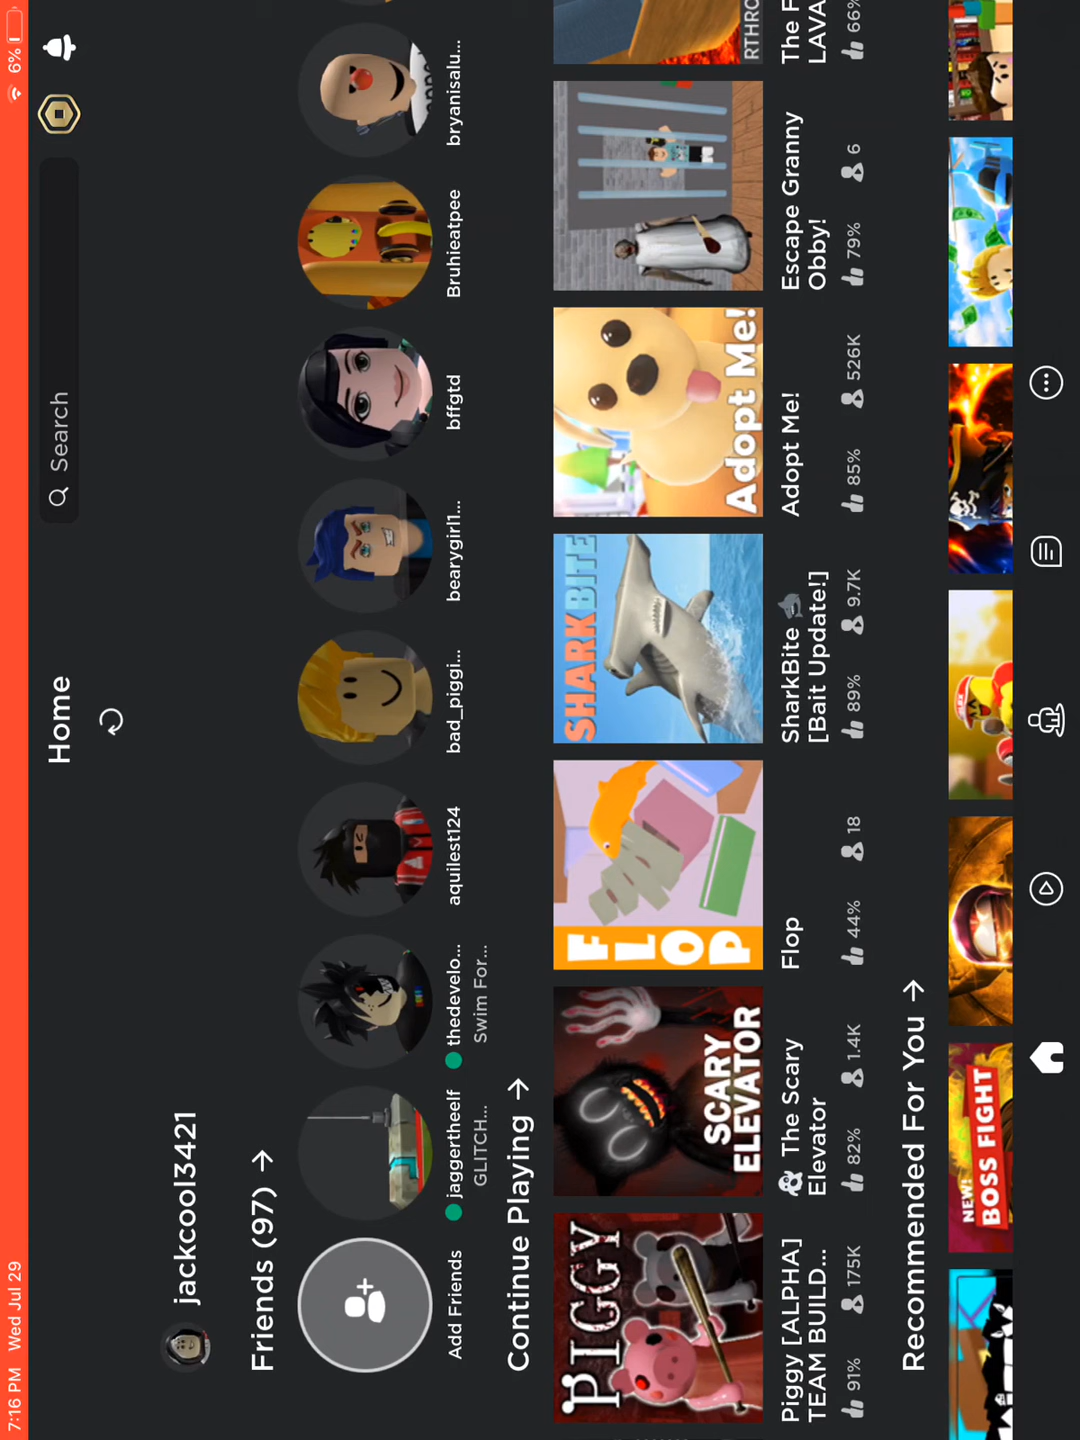 7:16 PM Wed Jul 29
6%
Home
Search
jackcool3421
Friends (97) →
Add Friends
jaggertheelf
GLITCH...
thedevelo...
Swim For...
aquilest124
bad_piggi...
bearygirl1...
bffgtd
Bruhieatpee
bryanisalu...
Continue Playing →
PIGGY
SCARY
ELEVATOR
FLOP
SHARKBITE
Adopt Me!
RTHRO
Piggy [ALPHA]
TEAM BUILD...
91% 175K
👻 The Scary
Elevator
82% 1.4K
Flop
44% 18
SharkBite 🦈
[Bait Update!]
89% 9.7K
Adopt Me!
85% 526K
Escape Granny
Obby!
79% 6
The F
LAVA
66%
Recommended For You →
NEW!
BOSS FIGHT